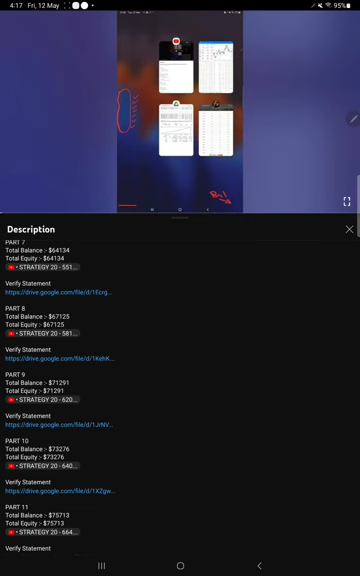 4:17 Fri, 12 May
95%
Description
PART 7
Total Balance :- $64134
Total Equity :- $64134
• STRATEGY 20 - 551...
Verify Statement
https://drive.google.com/file/d/1Ecrg...
PART 8
Total Balance :- $67125
Total Equity :- $67125
• STRATEGY 20 - 581...
Verify Statement
https://drive.google.com/file/d/1KehK...
PART 9
Total Balance :- $71291
Total Equity :- $71291
• STRATEGY 20 - 620...
Verify Statement
https://drive.google.com/file/d/1JrNV...
PART 10
Total Balance :- $73276
Total Equity :- $73276
• STRATEGY 20 - 640...
Verify Statement
https://drive.google.com/file/d/1XZgw...
PART 11
Total Balance :- $75713
Total Equity :- $75713
• STRATEGY 20 - 664...
Verify Statement